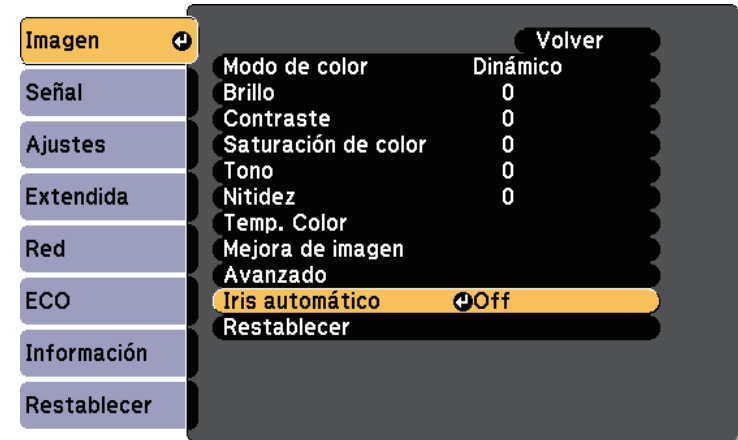 Imagen
Señal
Ajustes
Extendida
Red
ECO
Información
Restablecer
Volver
Modo de color Dinámico
Brillo 0
Contraste 0
Saturación de color 0
Tono 0
Nitidez 0
Temp. Color
Mejora de imagen
Avanzado
Iris automático Off
Restablecer